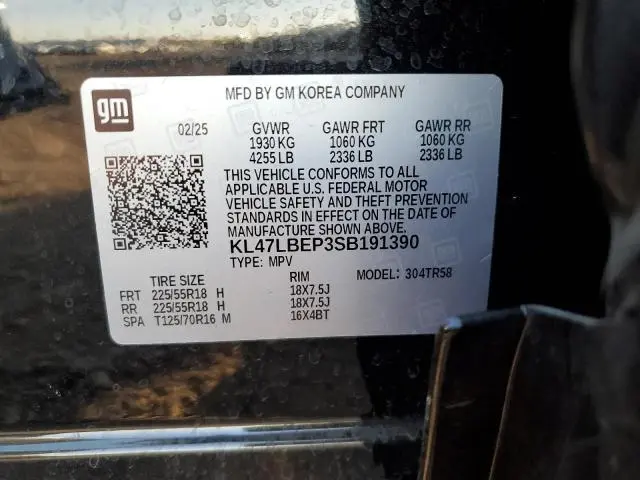 gm
MFD BY GM KOREA COMPANY
02/25 GVWR GAWR FRT GAWR RR
1930 KG 1060 KG 1060 KG
4255 LB 2336 LB 2336 LB
THIS VEHICLE CONFORMS TO ALL
APPLICABLE U.S. FEDERAL MOTOR
VEHICLE SAFETY AND THEFT PREVENTION
STANDARDS IN EFFECT ON THE DATE OF
MANUFACTURE SHOWN ABOVE.
KL47LBEP3SB191390
TYPE: MPV MODEL: 304TR58
TIRE SIZE RIM
FRT 225/55R18 H 18X7.5J
RR 225/55R18 H 18X7.5J
SPA T125/70R16 M 16X4BT